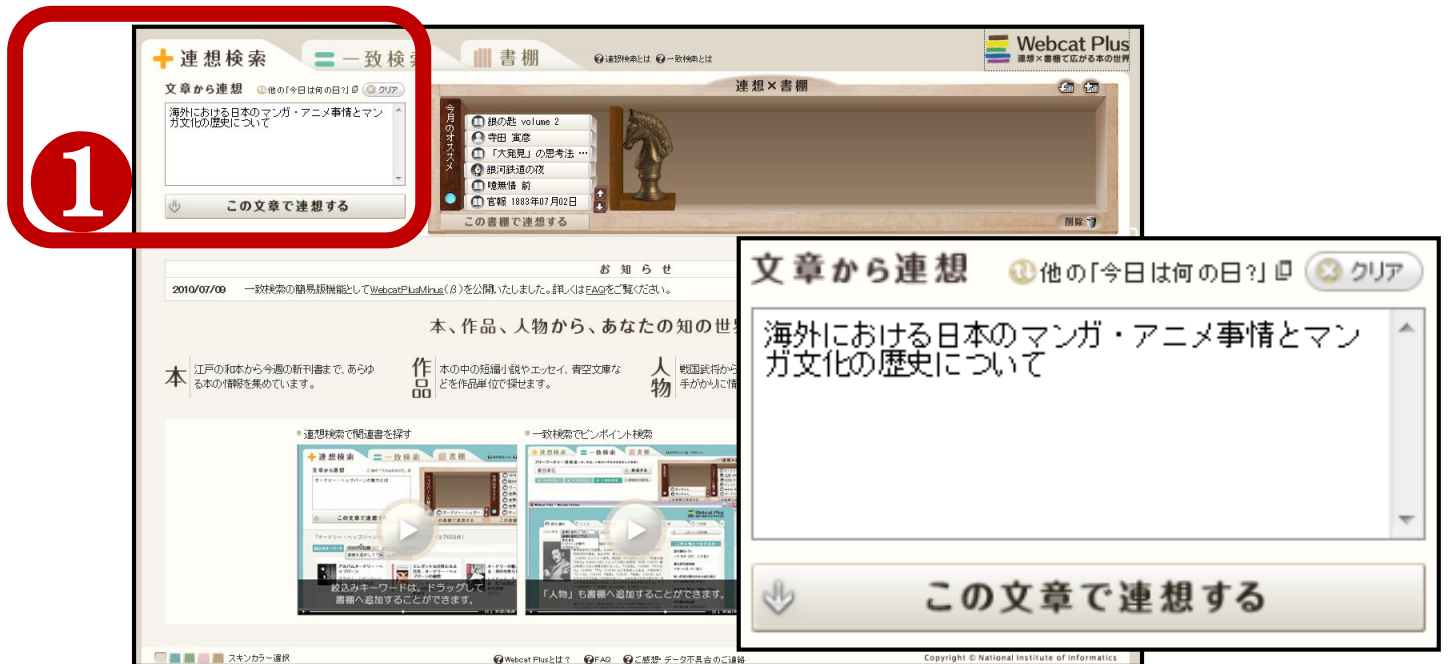 1
連想検索
一致検索
書棚
?連想検索とは ?一致検索とは
Webcat Plus
連想×書棚で広がる本の世界
文章から連想 他の「今日は何の日?」 クリア
海外における日本のマンガ・アニメ事情とマン
ガ文化の歴史について
この文章で連想する
連想×書棚
今月のオススメ
銀の匙 volume 2
寺田 寅彦
「大発見」の思考法 …
銀河鉄道の夜
噫無情 前
官報 1883年07月02日
この書棚で連想する
削除
お知らせ
2010/07/09 一致検索の簡易版機能としてWebcatPlusMinus(β)を公開いたしました。詳しくはFAQをご覧ください。
本、作品、人物から、あなたの知の世界
本 江戸の和本から今週の新刊書まで、あらゆ
る本の情報を集めています。
作品 本の中の短編小説やエッセイ、青空文庫な
どを作品単位で探せます。
人物 戦国武将から
手がかりに情
連想検索で関連書を探す
絞込みキーワードは、ドラッグして
書棚へ追加することができます。
一致検索でピンポイント検索
「人物」も書棚へ追加することができます。
文章から連想 他の「今日は何の日?」 クリア
海外における日本のマンガ・アニメ事情とマン
ガ文化の歴史について
この文章で連想する
スキンカラー選択
?Webcat Plusとは? ?FAQ ?ご感想・データ不具合のご連絡
Copyright © National Institute of Informatics